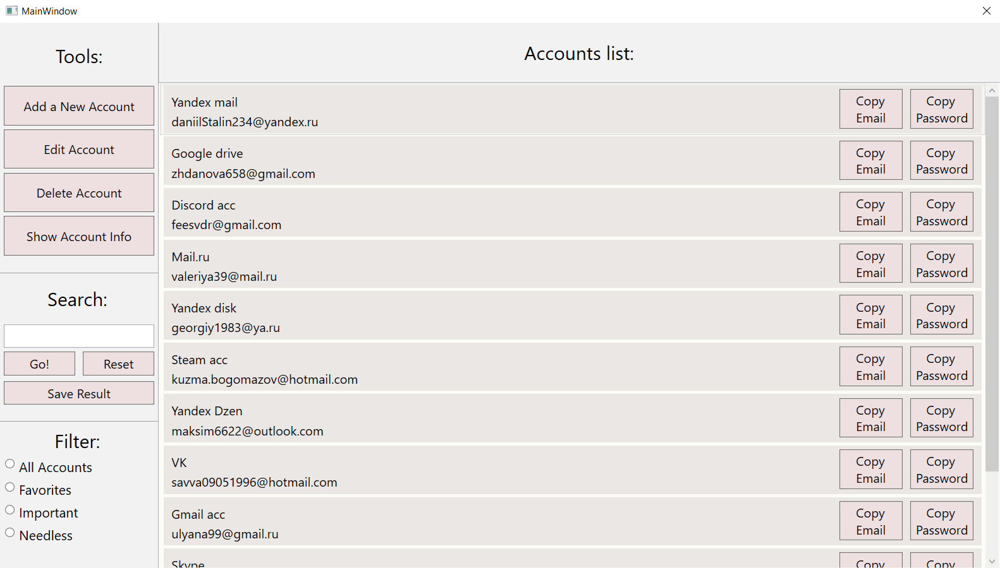 MainWindow
Tools:
Add a New Account
Edit Account
Delete Account
Show Account Info
Search:
Go!
Reset
Save Result
Filter:
All Accounts
Favorites
Important
Needless
Accounts list:
Yandex mail
daniilStalin234@yandex.ru
Copy
Email
Copy
Password
Google drive
zhdanova658@gmail.com
Copy
Email
Copy
Password
Discord acc
feesvdr@gmail.com
Copy
Email
Copy
Password
Mail.ru
valeriya39@mail.ru
Copy
Email
Copy
Password
Yandex disk
georgiy1983@ya.ru
Copy
Email
Copy
Password
Steam acc
kuzma.bogomazov@hotmail.com
Copy
Email
Copy
Password
Yandex Dzen
maksim6622@outlook.com
Copy
Email
Copy
Password
VK
savva09051996@hotmail.com
Copy
Email
Copy
Password
Gmail acc
ulyana99@gmail.ru
Copy
Email
Copy
Password
Skype
Copy
Copy